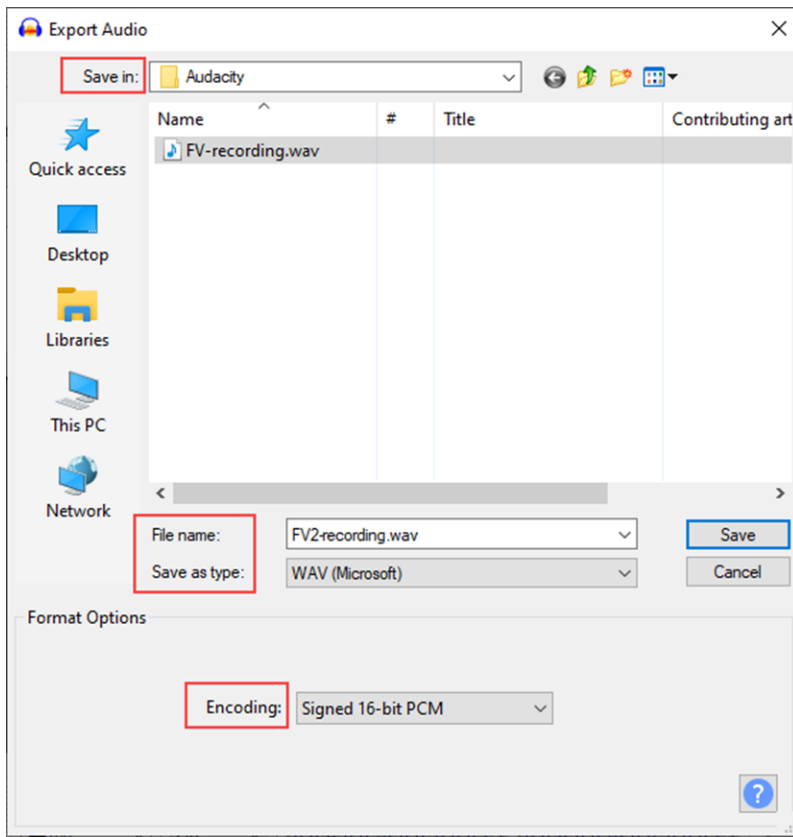 Export Audio
Save in: Audacity
Name # Title Contributing art
FV-recording.wav
Quick access
Desktop
Libraries
This PC
Network
File name: FV2-recording.wav Save
Save as type: WAV (Microsoft) Cancel
Format Options
Encoding: Signed 16-bit PCM
?